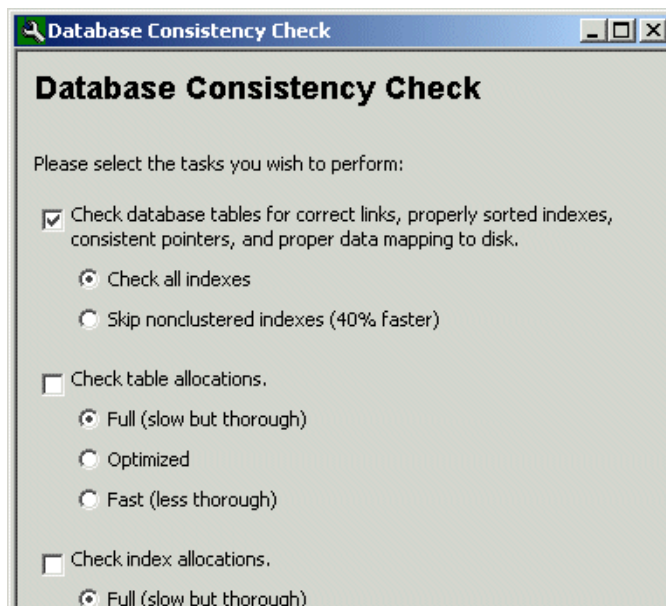 Database Consistency Check
Database Consistency Check
Please select the tasks you wish to perform:
Check database tables for correct links, properly sorted indexes,
consistent pointers, and proper data mapping to disk.
Check all indexes
Skip nonclustered indexes (40% faster)
Check table allocations.
Full (slow but thorough)
Optimized
Fast (less thorough)
Check index allocations.
Full (slow but thorough)